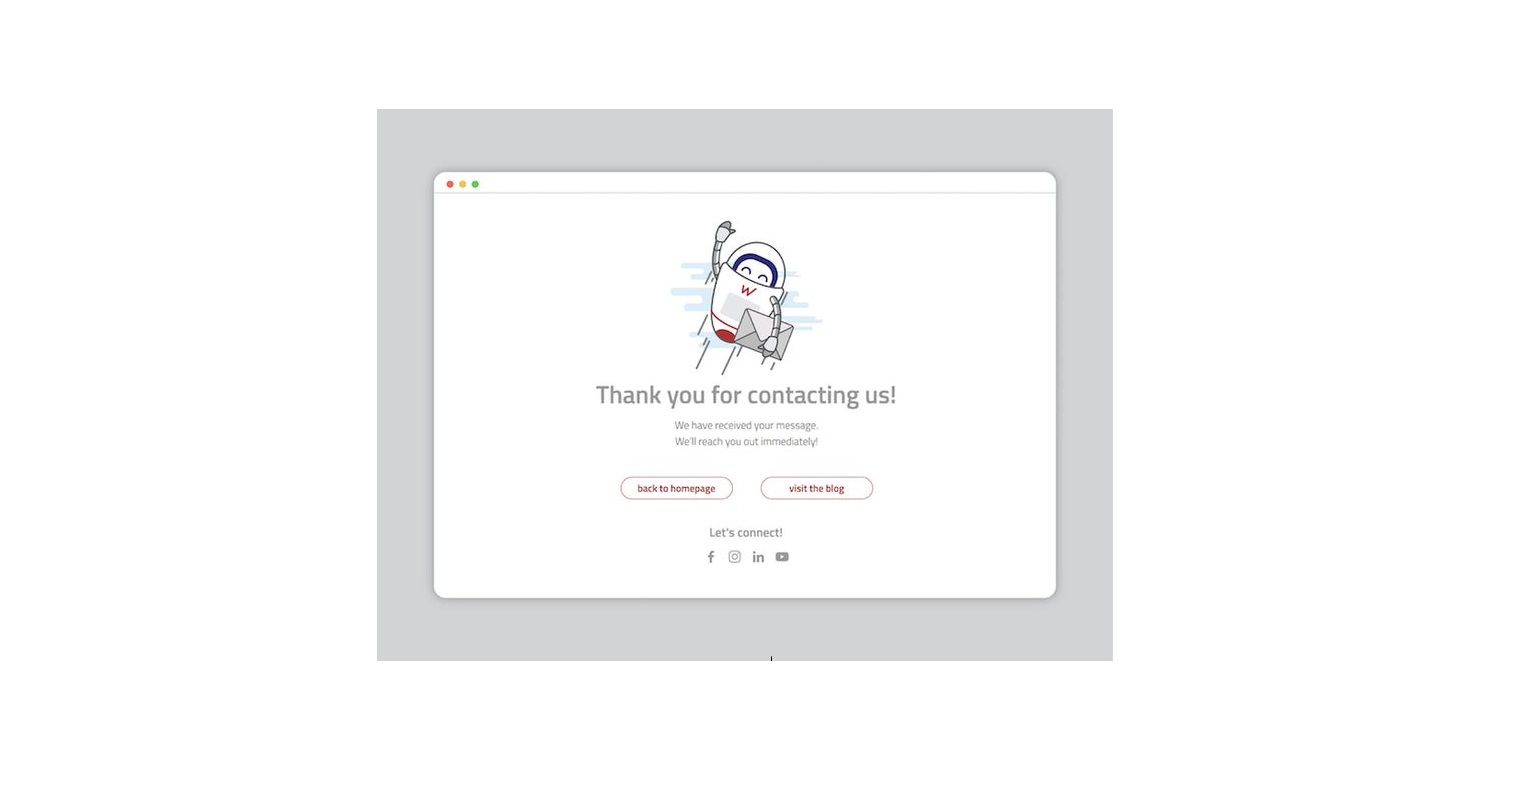 W
Thank you for contacting us!
We have received your message.
We'll reach you out immediately!
back to homepage
visit the blog
Let's connect!